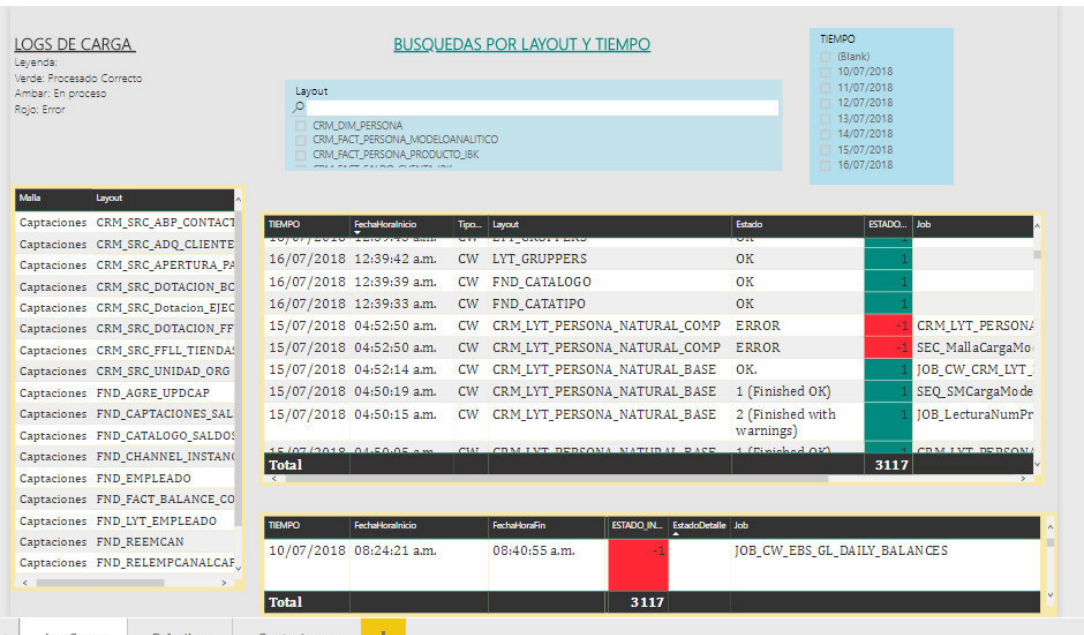 LOGS DE CARGA
Leyenda:
Verde: Procesado Correcto
Ambar: En proceso
Rojo: Error
BUSQUEDAS POR LAYOUT Y TIEMPO
Layout
CRM_DIM_PERSONA
CRM_FACT_PERSONA_MODELOANALITICO
CRM_FACT_PERSONA_PRODUCTO_IBK
TIEMPO
(Blank)
10/07/2018
11/07/2018
12/07/2018
13/07/2018
14/07/2018
15/07/2018
16/07/2018
Malla Layout
Captaciones CRM_SRC_ABP_CONTACT
Captaciones CRM_SRC_ADQ_CLIENTE
Captaciones CRM_SRC_APERTURA_PA
Captaciones CRM_SRC_DOTACION_BC
Captaciones CRM_SRC_Dotacion_EJEC
Captaciones CRM_SRC_DOTACION_FF
Captaciones CRM_SRC_FFLL_TIENDAS
Captaciones CRM_SRC_UNIDAD_ORG
Captaciones FND_AGRE_UPDCAP
Captaciones FND_CAPTACIONES_SAL
Captaciones FND_CATALOGO_SALDOS
Captaciones FND_CHANNEL_INSTANC
Captaciones FND_EMPLEADO
Captaciones FND_FACT_BALANCE_CO
Captaciones FND_LYT_EMPLEADO
Captaciones FND_REEMCAN
Captaciones FND_RELEMPCANALCAP
TIEMPO FechaHoraInicio Tipo... Layout Estado ESTADO... Job
16/07/2018 12:39:42 a.m. CW LYT_GRUPPERS OK 1
16/07/2018 12:39:39 a.m. CW FND_CATALOGO OK 1
16/07/2018 12:39:33 a.m. CW FND_CATATIPO OK 1
15/07/2018 04:52:50 a.m. CW CRM_LYT_PERSONA_NATURAL_COMP ERROR -1 CRM_LYT_PERSONA
15/07/2018 04:52:50 a.m. CW CRM_LYT_PERSONA_NATURAL_COMP ERROR -1 SEC_MallaCargaMo
15/07/2018 04:52:14 a.m. CW CRM_LYT_PERSONA_NATURAL_BASE OK. 1 JOB_CW_CRM_LYT_
15/07/2018 04:50:19 a.m. CW CRM_LYT_PERSONA_NATURAL_BASE 1 (Finished OK) 1 SEQ_SMCargaMode
15/07/2018 04:50:15 a.m. CW CRM_LYT_PERSONA_NATURAL_BASE 2 (Finished with 1 JOB_LecturaNumPr
warnings)
Total 3117
TIEMPO FechaHoraInicio FechaHoraFin ESTADO_IN... EstadoDetalle Job
10/07/2018 08:24:21 a.m. 08:40:55 a.m. -1 JOB_CW_EBS_GL_DAILY_BALANCES
Total 3117